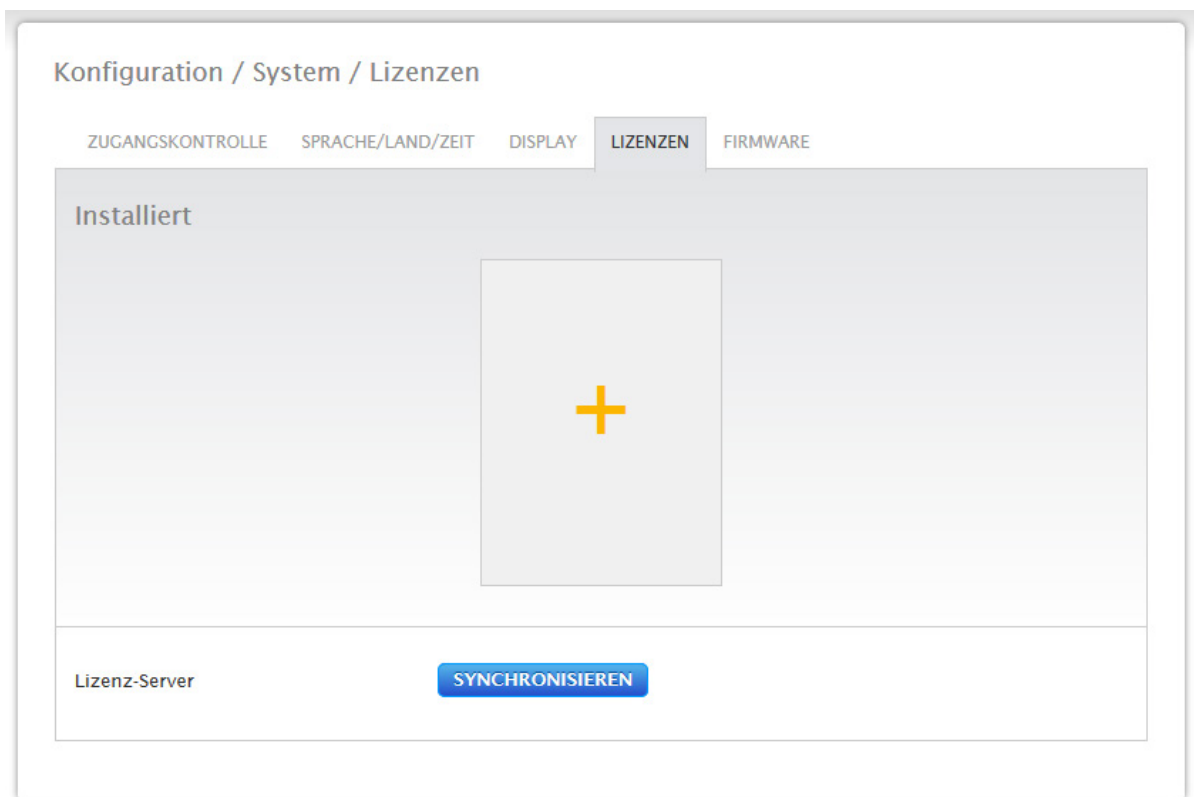 Konfiguration / System / Lizenzen
ZUGANGSKONTROLLE SPRACHE/LAND/ZEIT DISPLAY LIZENZEN FIRMWARE
Installiert
+
Lizenz-Server SYNCHRONISIEREN